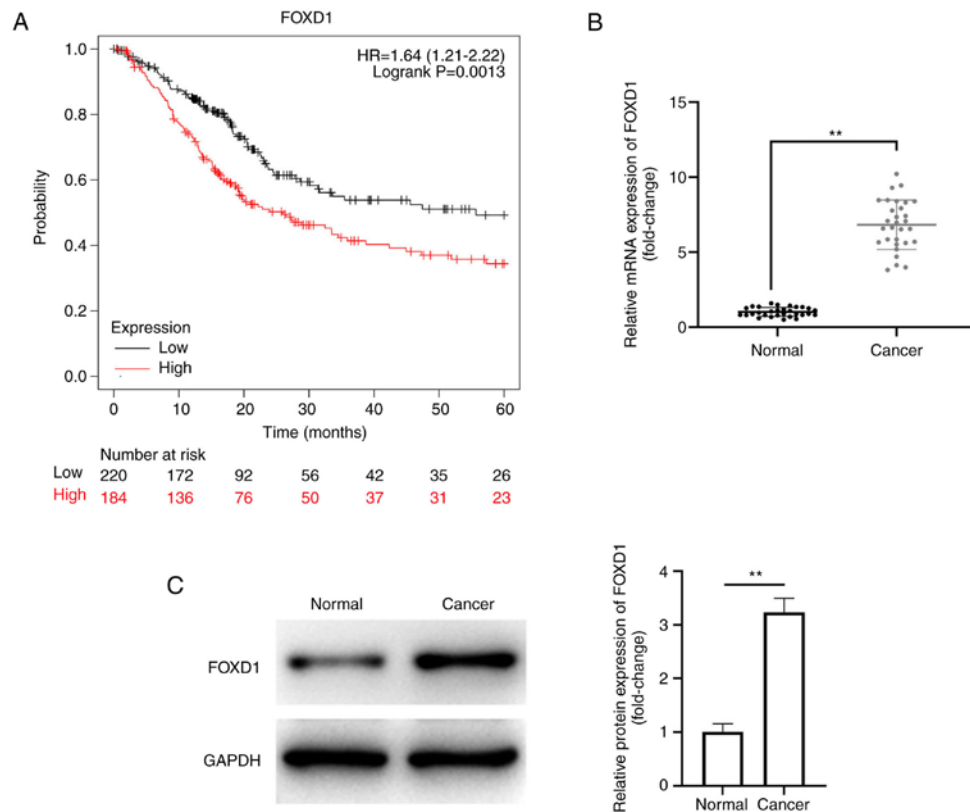 A
FOXD1
HR=1.64 (1.21-2.22)
Logrank P=0.0013
1.0
0.8
0.6
0.4
0.2
0.0
Probability
Expression
Low
High
0 10 20 30 40 50 60
Time (months)
Number at risk
Low 220 172 92 56 42 35 26
High 184 136 76 50 37 31 23
B
Relative mRNA expression of FOXD1
(fold-change)
15
10
5
0
**
Normal Cancer
C
Normal Cancer
FOXD1
GAPDH
Relative protein expression of FOXD1
(fold-change)
4
3
2
1
0
**
Normal Cancer